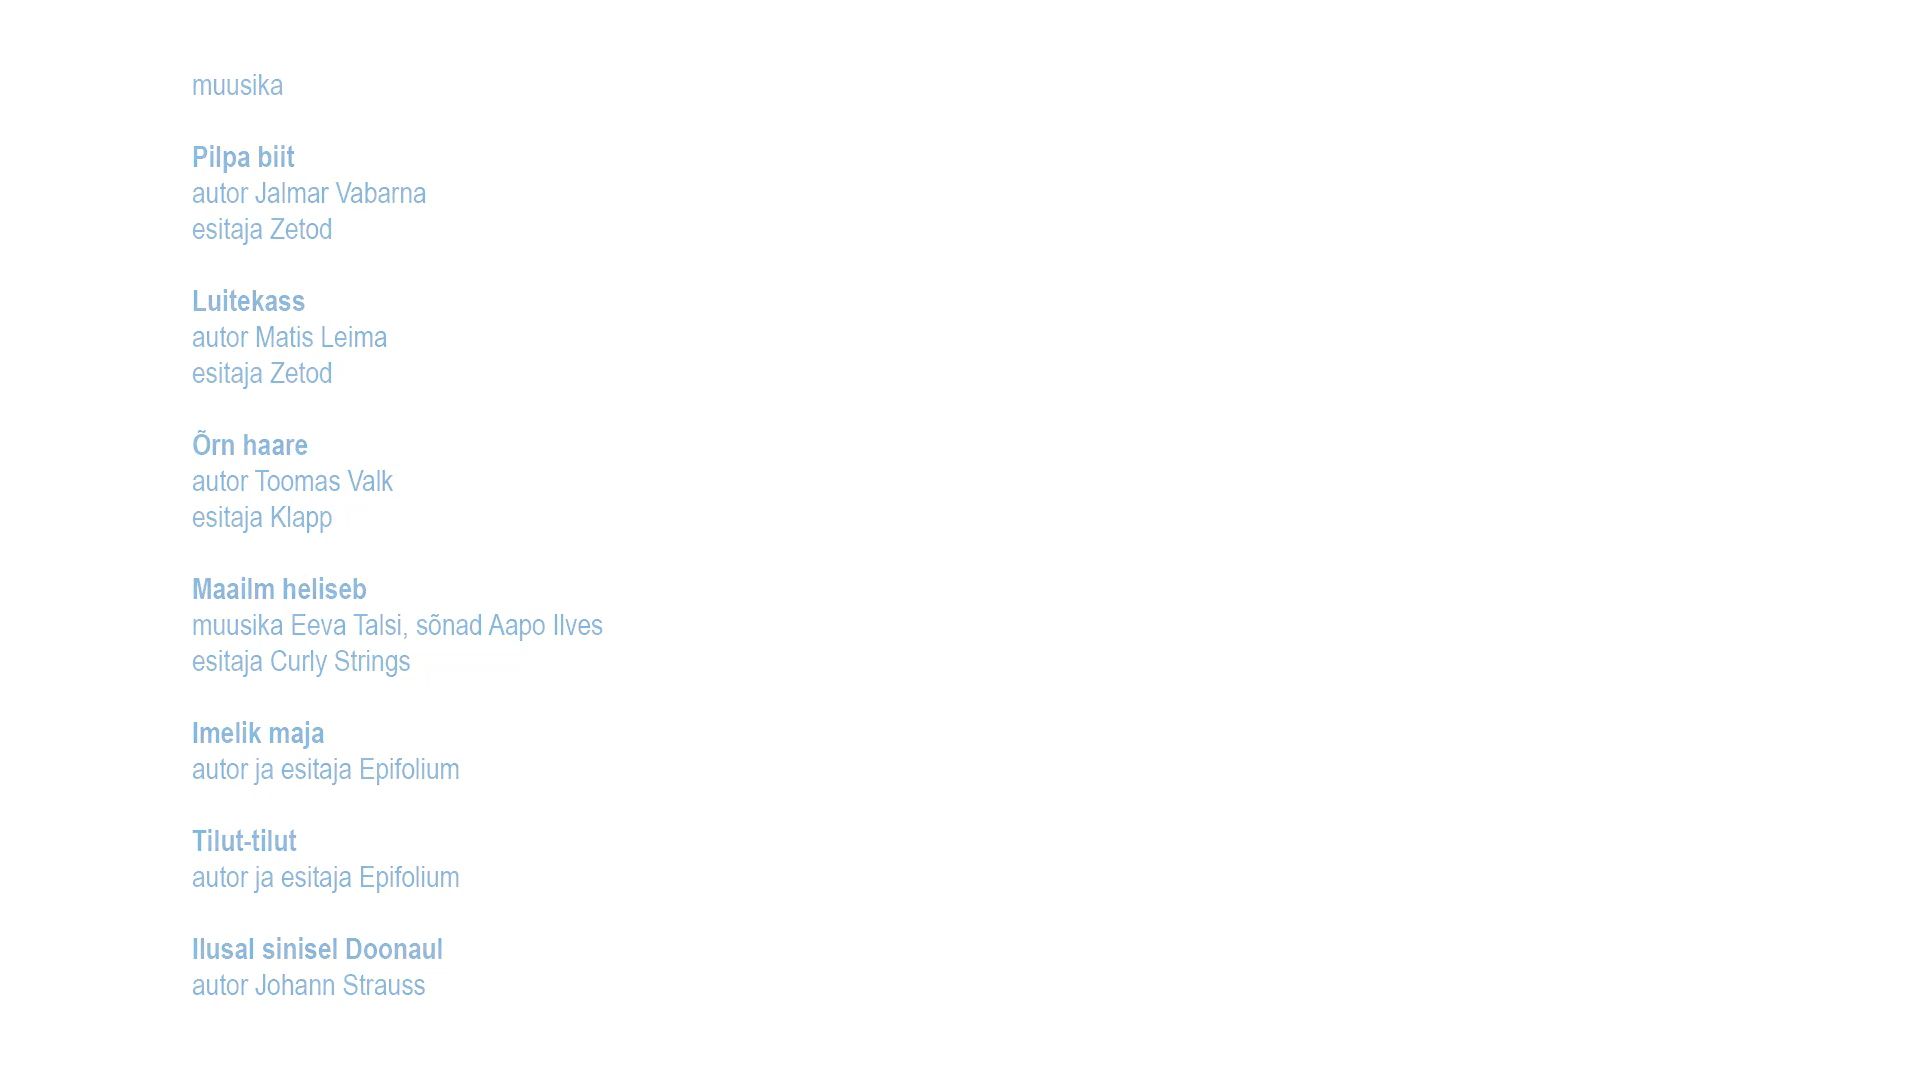 muusika
Pilpa biit
autor Jalmar Vabarna
esitaja Zetod
Luitekass
autor Matis Leima
esitaja Zetod
Õrn haare
autor Toomas Valk
esitaja Klapp
Maailm heliseb
muusika Eeva Talsi, sõnad Aapo Ilves
esitaja Curly Strings
Imelik maja
autor ja esitaja Epifolium
Tilut-tilut
autor ja esitaja Epifolium
Ilusal sinisel Doonaul
autor Johann Strauss